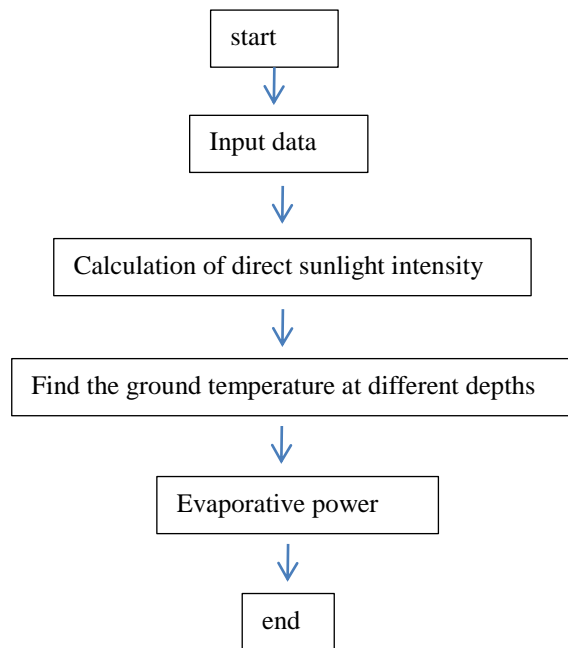 start
Input data
Calculation of direct sunlight intensity
Find the ground temperature at different depths
Evaporative power
end